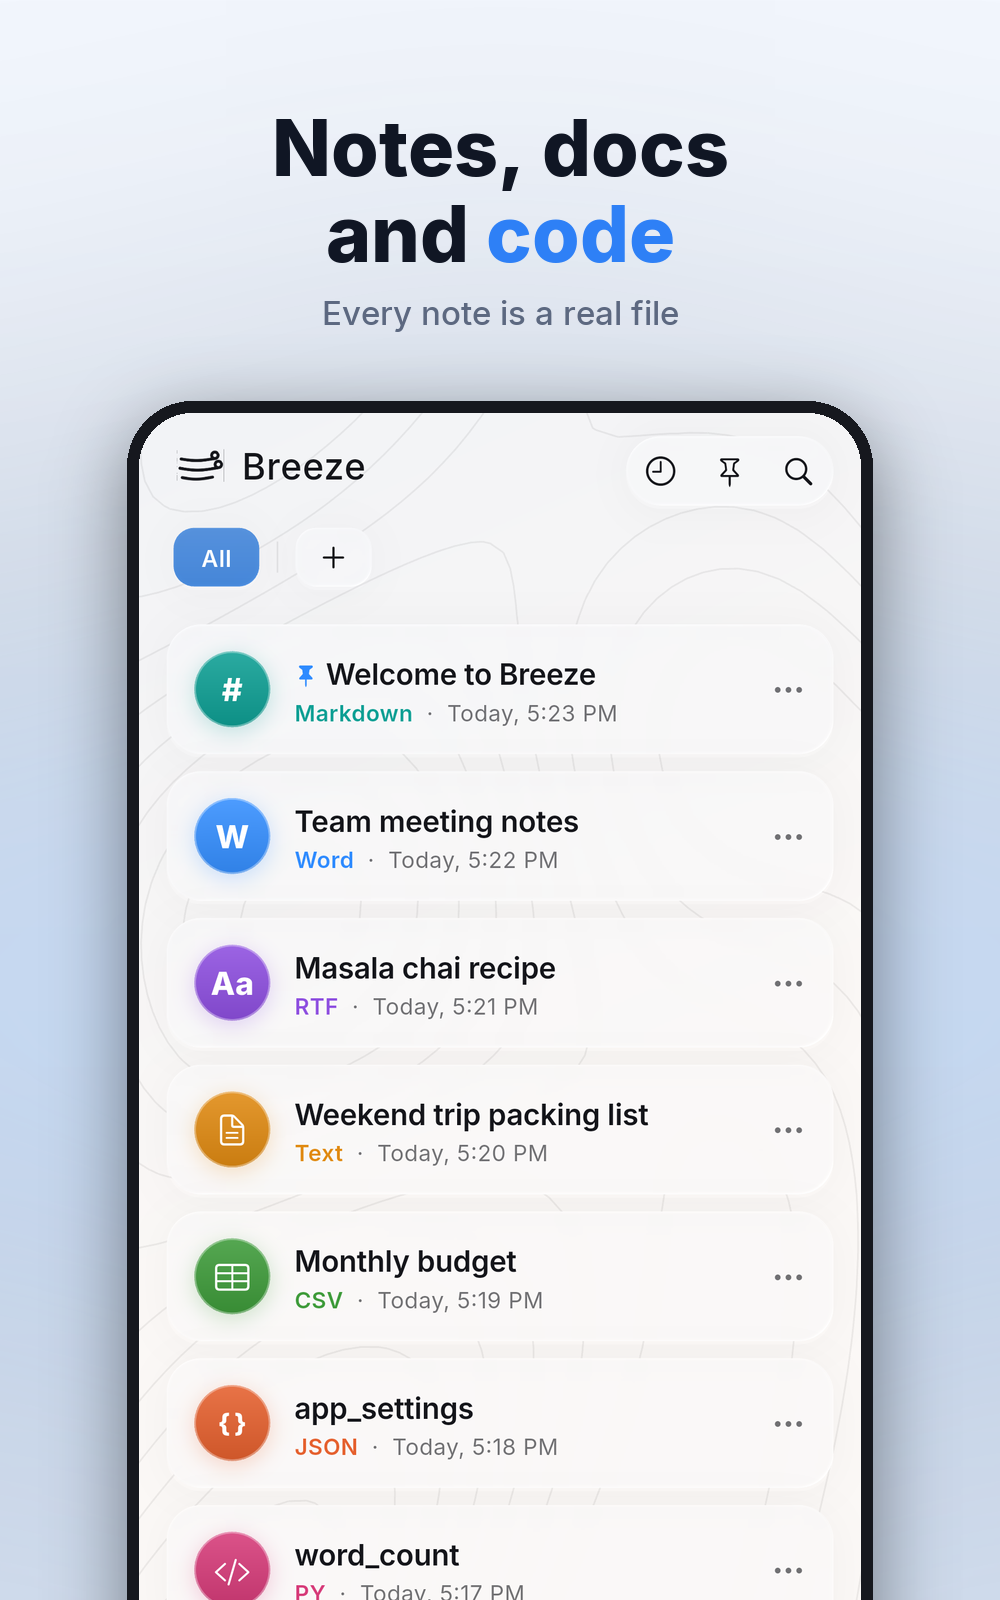 Notes, docs
and code
Every note is a real file
Breeze
All
+
#
Welcome to Breeze
Markdown · Today, 5:23 PM
W
Team meeting notes
Word · Today, 5:22 PM
Aa
Masala chai recipe
RTF · Today, 5:21 PM
Weekend trip packing list
Text · Today, 5:20 PM
Monthly budget
CSV · Today, 5:19 PM
{}
app_settings
JSON · Today, 5:18 PM
</>
word_count
PY · Today, 5:17 PM